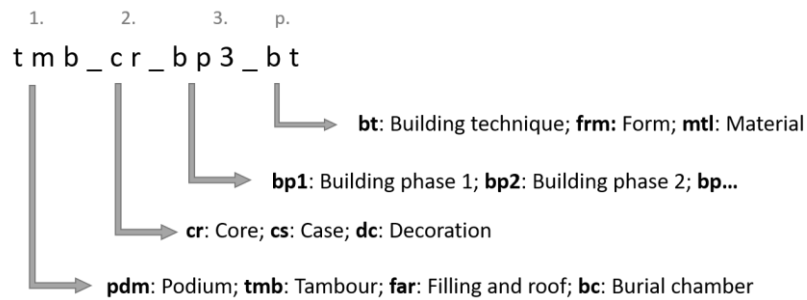 1. 2. 3. p.
tmb_cr_bp3_bt
bt: Building technique; frm: Form; mtl: Material
bp1: Building phase 1; bp2: Building phase 2; bp...
cr: Core; cs: Case; dc: Decoration
pdm: Podium; tmb: Tambour; far: Filling and roof; bc: Burial chamber